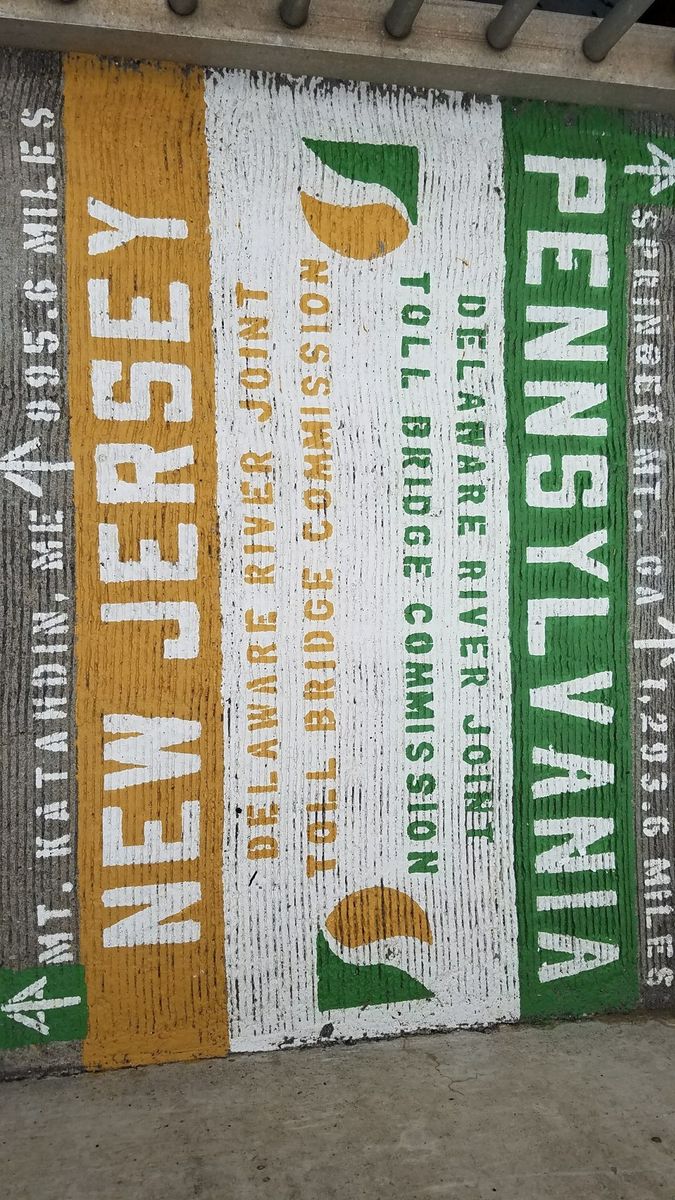 MT. KATAHDIN, ME 895.6 MILES
NEW JERSEY
DELAWARE RIVER JOINT
TOLL BRIDGE COMMISSION
PENNSYLVANIA
DELAWARE RIVER JOINT
TOLL BRIDGE COMMISSION
SPRINGER MT., GA 1,293.6 MILES